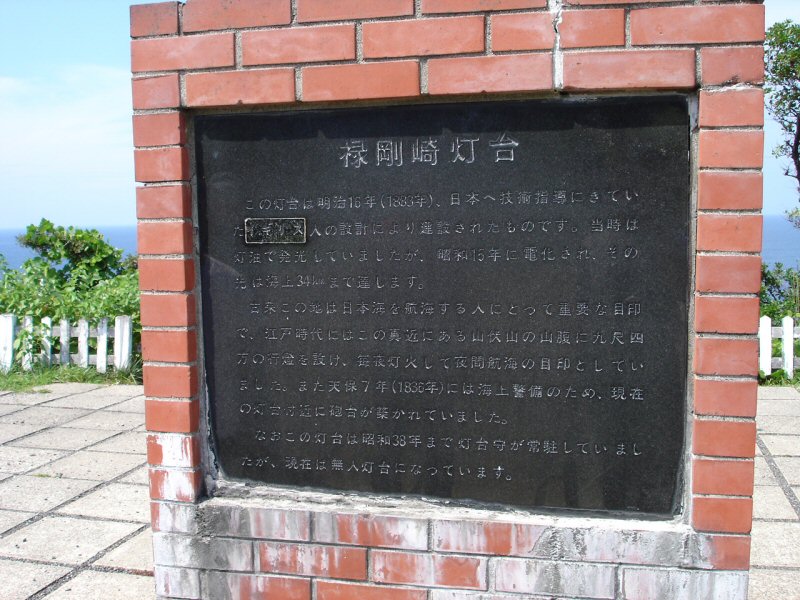 禄剛崎灯台
この灯台は明治16年(1883年)、日本へ技術指導にきてい
たイギリス人の設計により建設されたものです。当時は
灯油で発光していましたが、昭和15年に電化され、その
光は海上34㎞まで達します。
古来この地は日本海を航海する人にとって重要な目印
で、江戸時代にはこの真近にある山伏山の山腹に九尺四
方の行燈を設け、毎夜灯火して夜間航海の目印としてい
ました。また天保7年(1836年)には海上警備のため、現在
の灯台付近に砲台が築かれていました。
なおこの灯台は昭和38年まで灯台守が常駐していまし
たが、現在は無人灯台になっています。